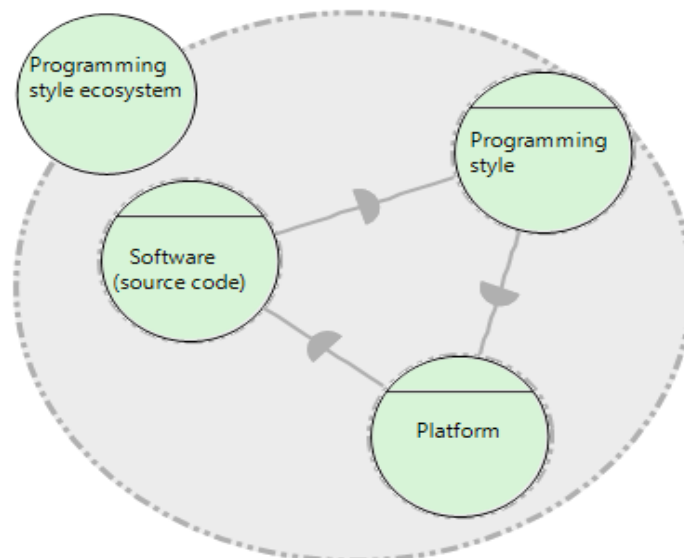 Programming
style ecosystem
Programming
style
Software
(source code)
Platform